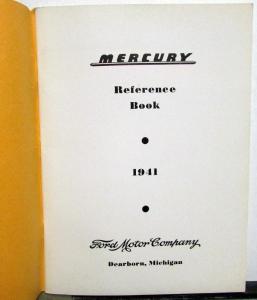 MERCURY
Reference
Book
1941
Ford Motor Company
Dearborn, Michigan